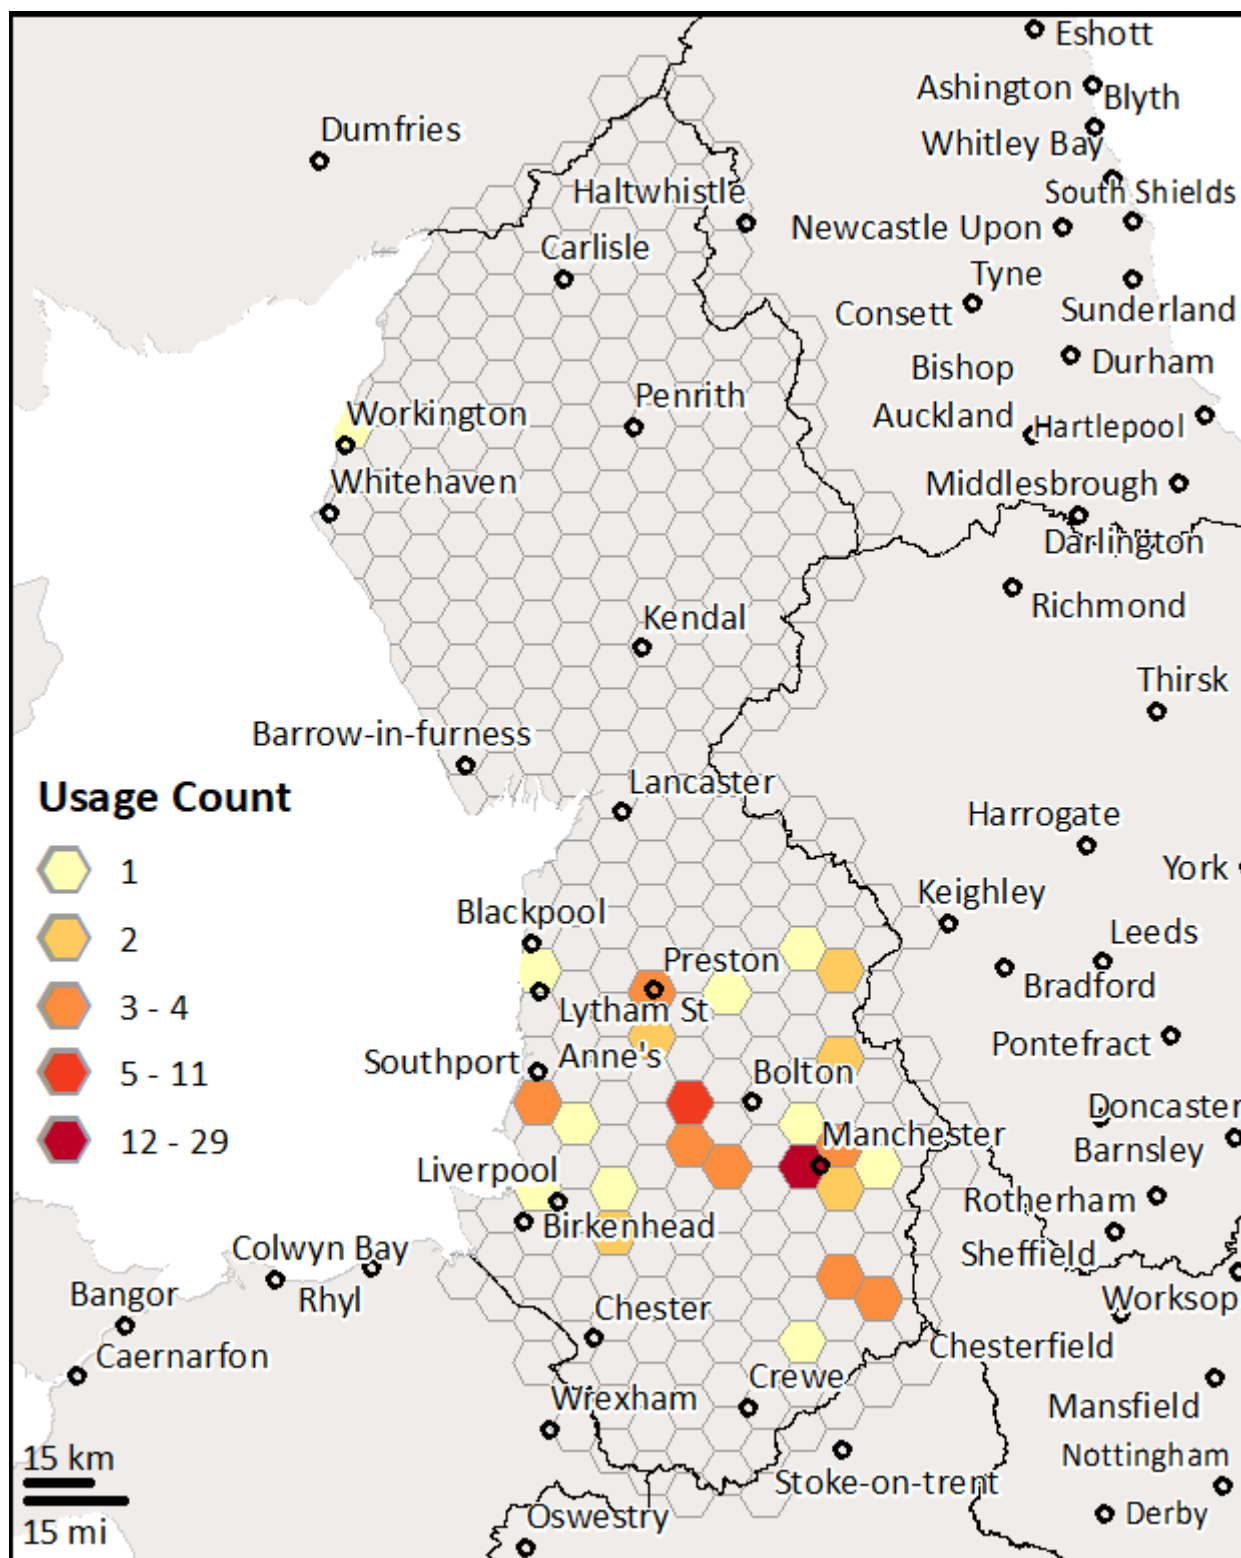 Eshott
Ashington
Blyth
Dumfries
Whitley Bay
Haltwhistle
South Shields
Newcastle Upon
Tyne
Carlisle
Consett
Sunderland
Durham
Bishop
Auckland
Penrith
Workington
Hartlepool
Whitehaven
Middlesbrough
Darlington
Richmond
Kendal
Thirsk
Barrow-in-furness
Lancaster
Usage Count
1
2
3 - 4
5 - 11
12 - 29
Harrogate
York
Keighley
Blackpool
Leeds
Preston
Bradford
Lytham St
Anne's
Pontefract
Southport
Bolton
Doncaster
Manchester
Barnsley
Liverpool
Rotherham
Birkenhead
Sheffield
Colwyn Bay
Rhyl
Bangor
Worksop
Chester
Chesterfield
Caernarfon
Crewe
Wrexham
Mansfield
Nottingham
15 km
15 mi
Stoke-on-trent
Oswestry
Derby